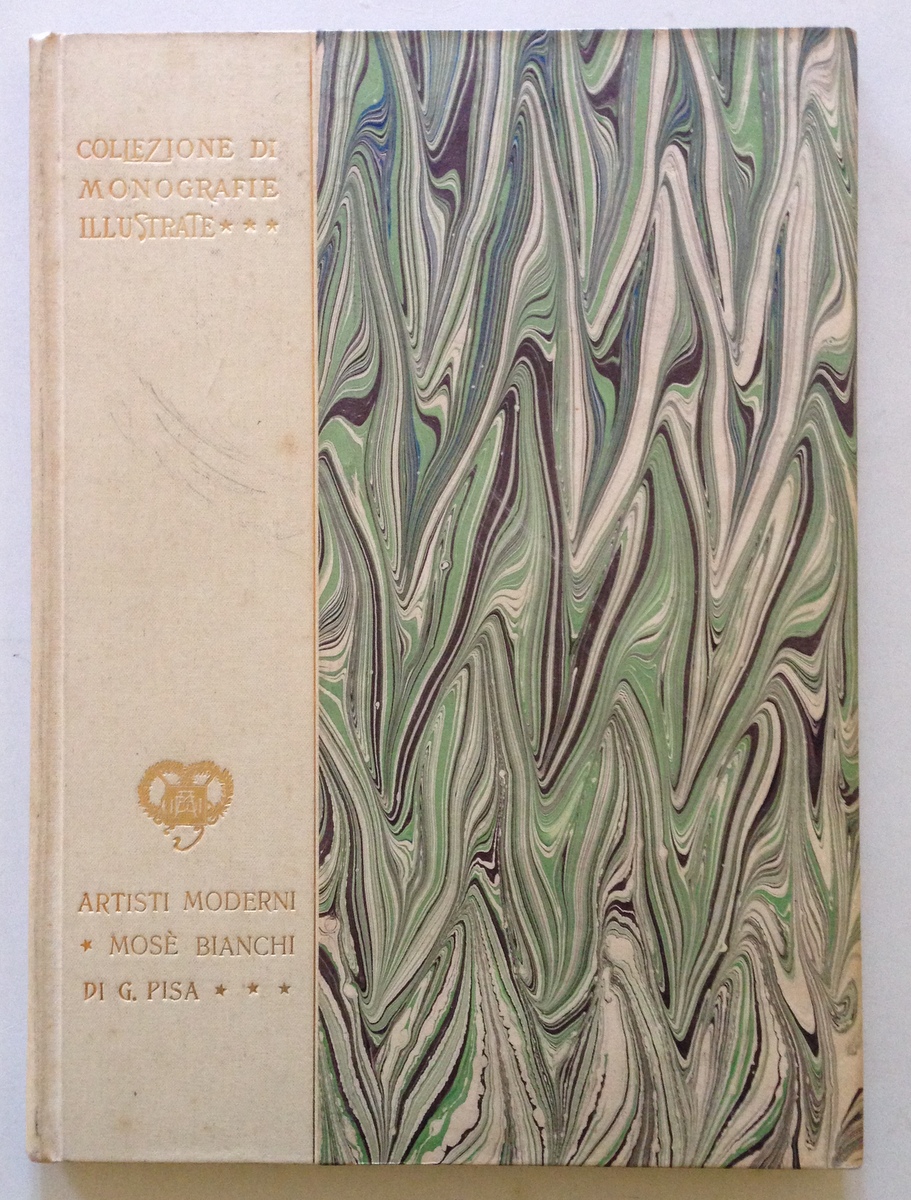 COLLEZIONE DI
MONOGRAFIE
ILLUSTRATE ★ ★ ★
ARTISTI MODERNI
★ MOSÈ BIANCHI
DI G. PISA ★ ★ ★